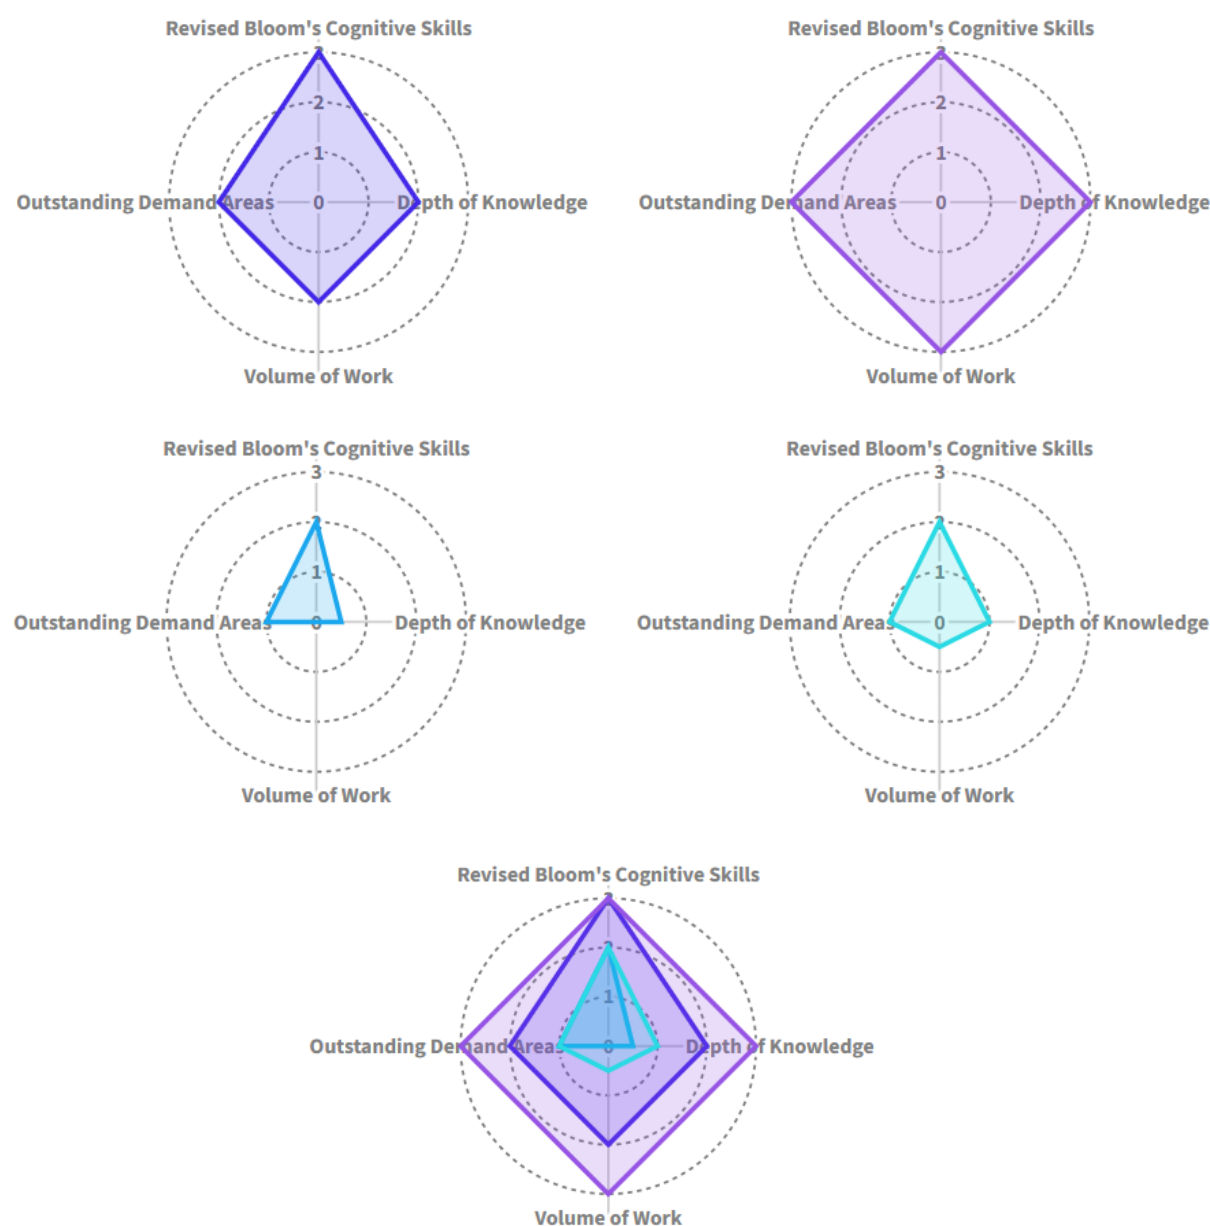 Revised Bloom's Cognitive Skills
3
2
1
Outstanding Demand Areas 0 Depth of Knowledge
Volume of Work
Revised Bloom's Cognitive Skills
3
2
1
Outstanding Demand Areas 0 Depth of Knowledge
Volume of Work
Revised Bloom's Cognitive Skills
3
2
1
Outstanding Demand Areas 0 Depth of Knowledge
Volume of Work
Revised Bloom's Cognitive Skills
3
2
1
Outstanding Demand Areas 0 Depth of Knowledge
Volume of Work
Revised Bloom's Cognitive Skills
3
2
1
Outstanding Demand Areas 0 Depth of Knowledge
Volume of Work